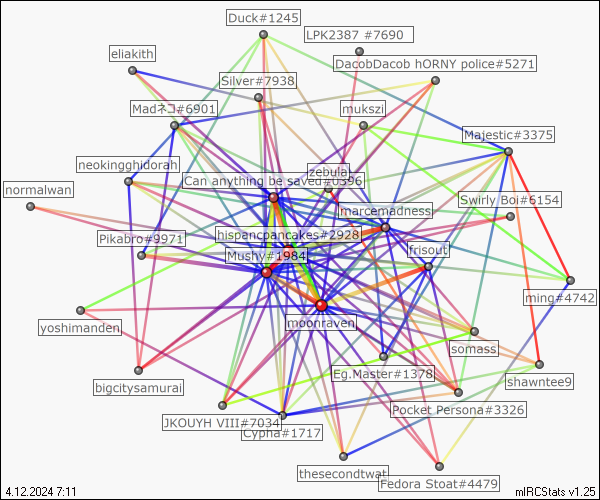 Duck#1245
LPK2387 #7690
eliakith
DacobDacob hORNY police#5271
Silver#7938
Madネコ#6901
mukszi
Majestic#3375
neokingghidorah
zebula
Can anything be saved#0396
normalwan
Swirly Boi#6154
marcemadness
hispancpancakes#2928
Pikabro#9971
frisout
Mushy#1984
ming#4742
yoshimanden
moonraven
somass
Eg.Master#1378
shawntee9
bigcitysamurai
Pocket Persona#3326
JKOUYH VIII#7034
Cypha#1717
thesecondtwat
Fedora Stoat#4479
4.12.2024 7:11
mIRCStats v1.25